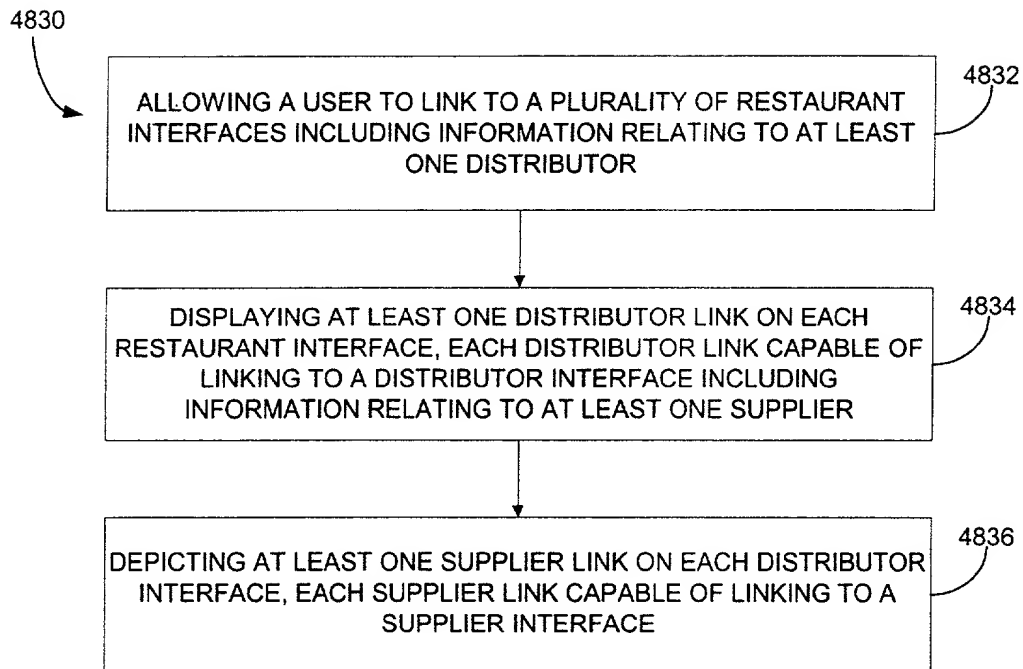 4830
4832
ALLOWING A USER TO LINK TO A PLURALITY OF RESTAURANT
INTERFACES INCLUDING INFORMATION RELATING TO AT LEAST
ONE DISTRIBUTOR
4834
DISPLAYING AT LEAST ONE DISTRIBUTOR LINK ON EACH
RESTAURANT INTERFACE, EACH DISTRIBUTOR LINK CAPABLE OF
LINKING TO A DISTRIBUTOR INTERFACE INCLUDING
INFORMATION RELATING TO AT LEAST ONE SUPPLIER
4836
DEPICTING AT LEAST ONE SUPPLIER LINK ON EACH DISTRIBUTOR
INTERFACE, EACH SUPPLIER LINK CAPABLE OF LINKING TO A
SUPPLIER INTERFACE